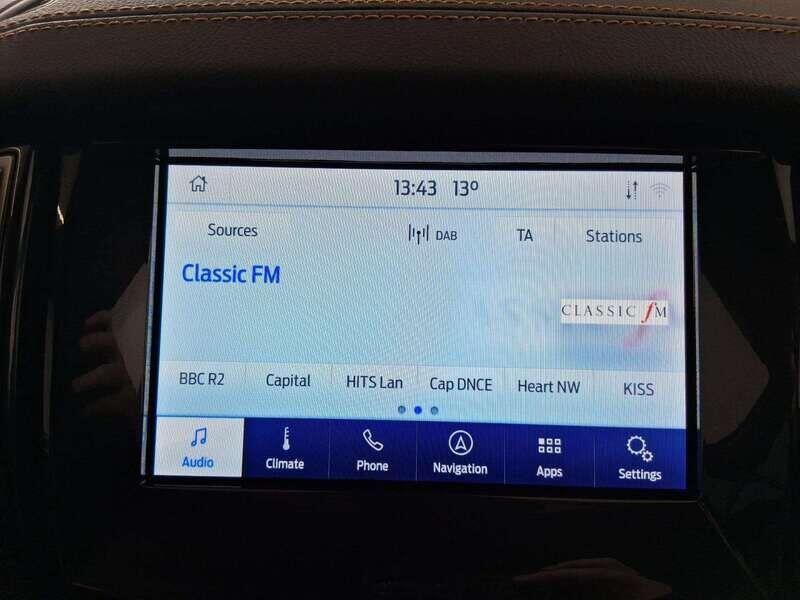 13:43 13º
Sources DAB TA Stations
Classic FM
CLASSIC fM
BBC R2 Capital HITS Lan Cap DNCE Heart NW KISS
Audio Climate Phone Navigation Apps Settings